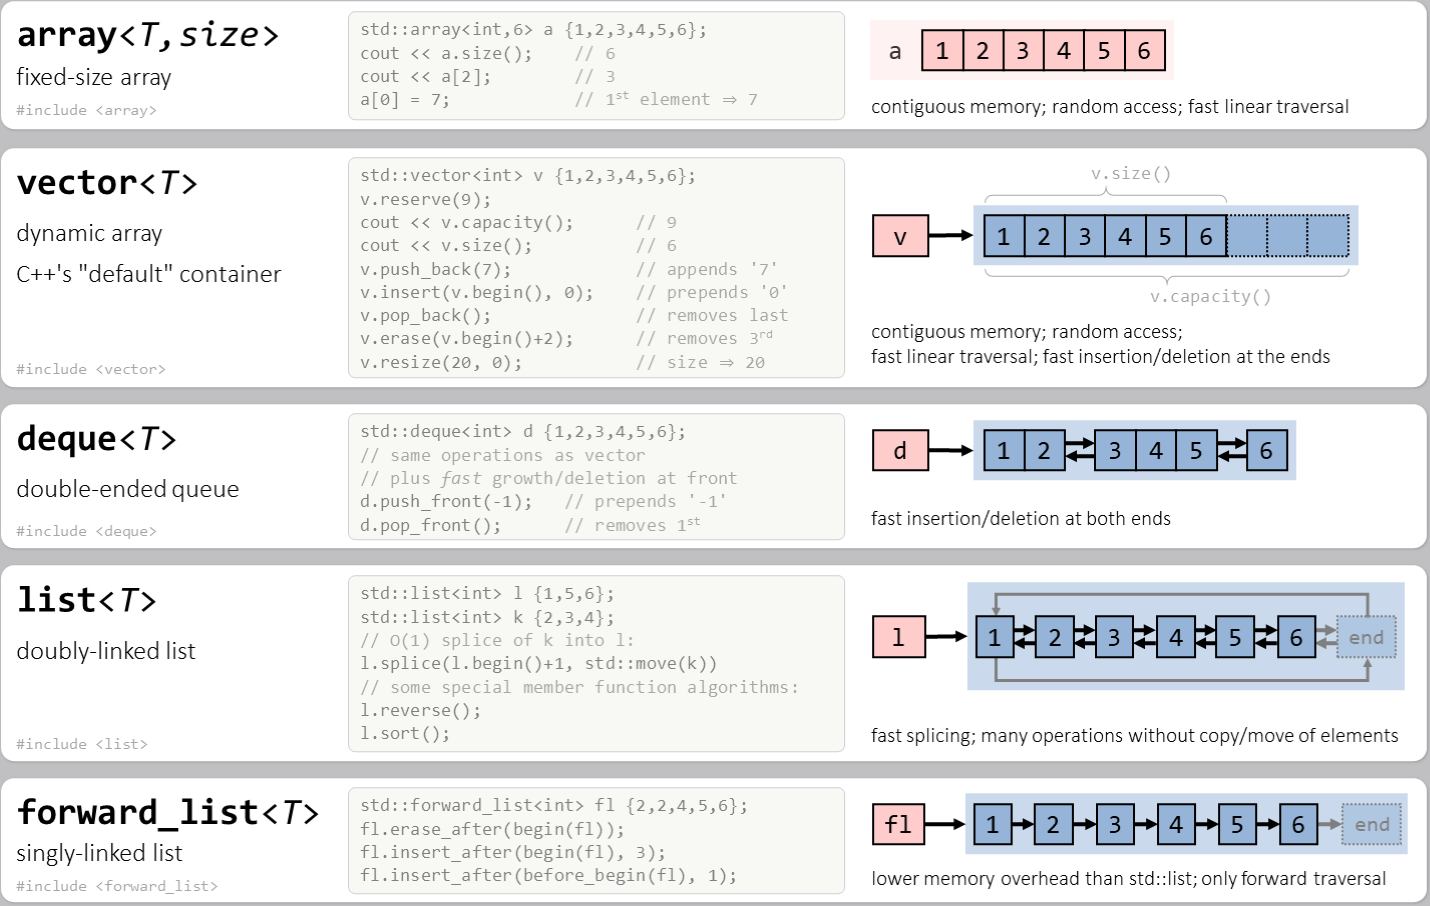 array<T,size>
fixed-size array
#include <array>
std::array<int,6> a {1,2,3,4,5,6};
cout << a.size();    // 6
cout << a[2];        // 3
a[0] = 7;            // 1st element ⇒ 7
a 1 2 3 4 5 6
contiguous memory; random access; fast linear traversal
vector<T>
dynamic array
C++'s "default" container
#include <vector>
std::vector<int> v {1,2,3,4,5,6};
v.reserve(9);
cout << v.capacity();      // 9
cout << v.size();          // 6
v.push_back(7);            // appends '7'
v.insert(v.begin(), 0);    // prepends '0'
v.pop_back();              // removes last
v.erase(v.begin()+2);      // removes 3rd
v.resize(20, 0);           // size ⇒ 20
v.size()
v 1 2 3 4 5 6
v.capacity()
contiguous memory; random access;
fast linear traversal; fast insertion/deletion at the ends
deque<T>
double-ended queue
#include <deque>
std::deque<int> d {1,2,3,4,5,6};
// same operations as vector
// plus fast growth/deletion at front
d.push_front(-1);   // prepends '-1'
d.pop_front();      // removes 1st
d 1 2 3 4 5 6
fast insertion/deletion at both ends
list<T>
doubly-linked list
#include <list>
std::list<int> l {1,5,6};
std::list<int> k {2,3,4};
// O(1) splice of k into l:
l.splice(l.begin()+1, std::move(k))
// some special member function algorithms:
l.reverse();
l.sort();
l 1 2 3 4 5 6 end
fast splicing; many operations without copy/move of elements
forward_list<T>
singly-linked list
#include <forward_list>
std::forward_list<int> fl {2,2,4,5,6};
fl.erase_after(begin(fl));
fl.insert_after(begin(fl), 3);
fl.insert_after(before_begin(fl), 1);
fl 1 2 3 4 5 6 end
lower memory overhead than std::list; only forward traversal